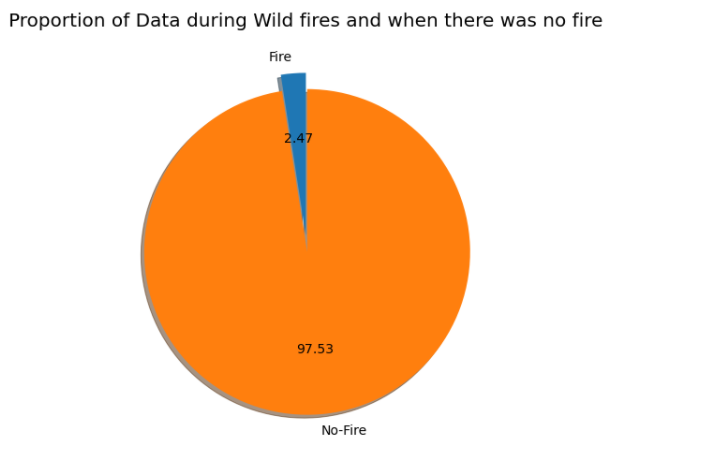 Proportion of Data during Wild fires and when there was no fire
Fire
2.47
97.53
No-Fire